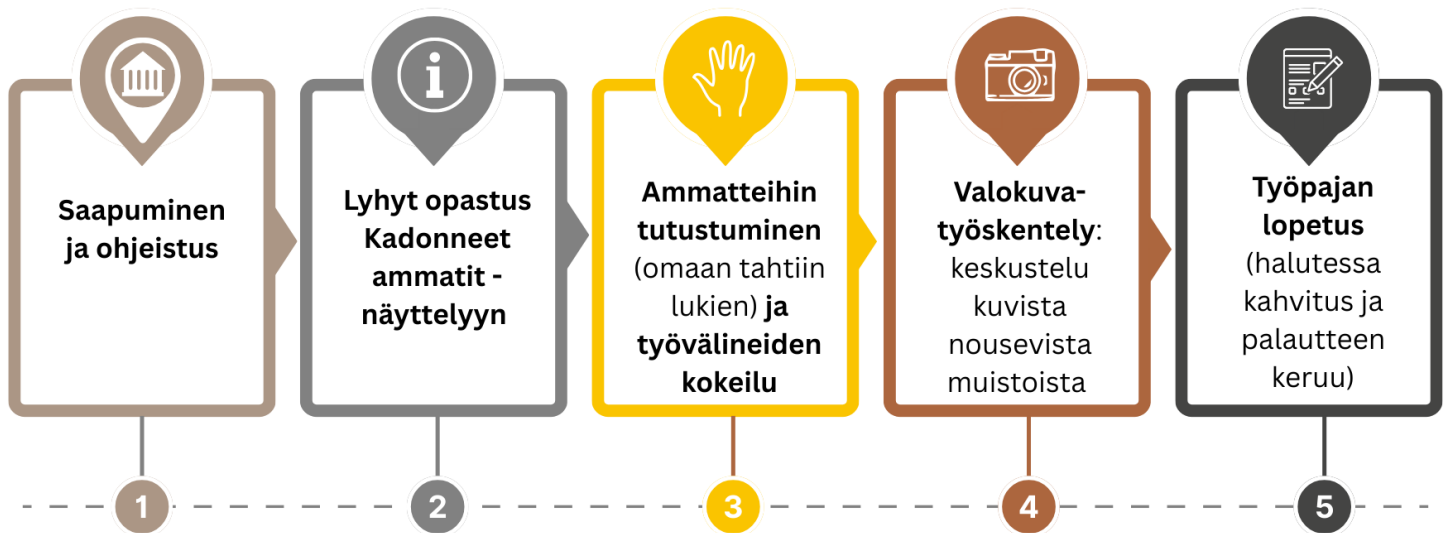 Saapuminen
ja ohjeistus
1
Lyhyt opastus
Kadonneet
ammatit -
näyttelyyn
2
Ammatteihin
tutustuminen
(omaan tahtiin
lukien) ja
työvälineiden
kokeilu
3
Valokuva-
työskentely:
keskustelu
kuvista
nousevista
muistoista
4
Työpajan
lopetus
(halutessa
kahvitus ja
palautteen
keruu)
5